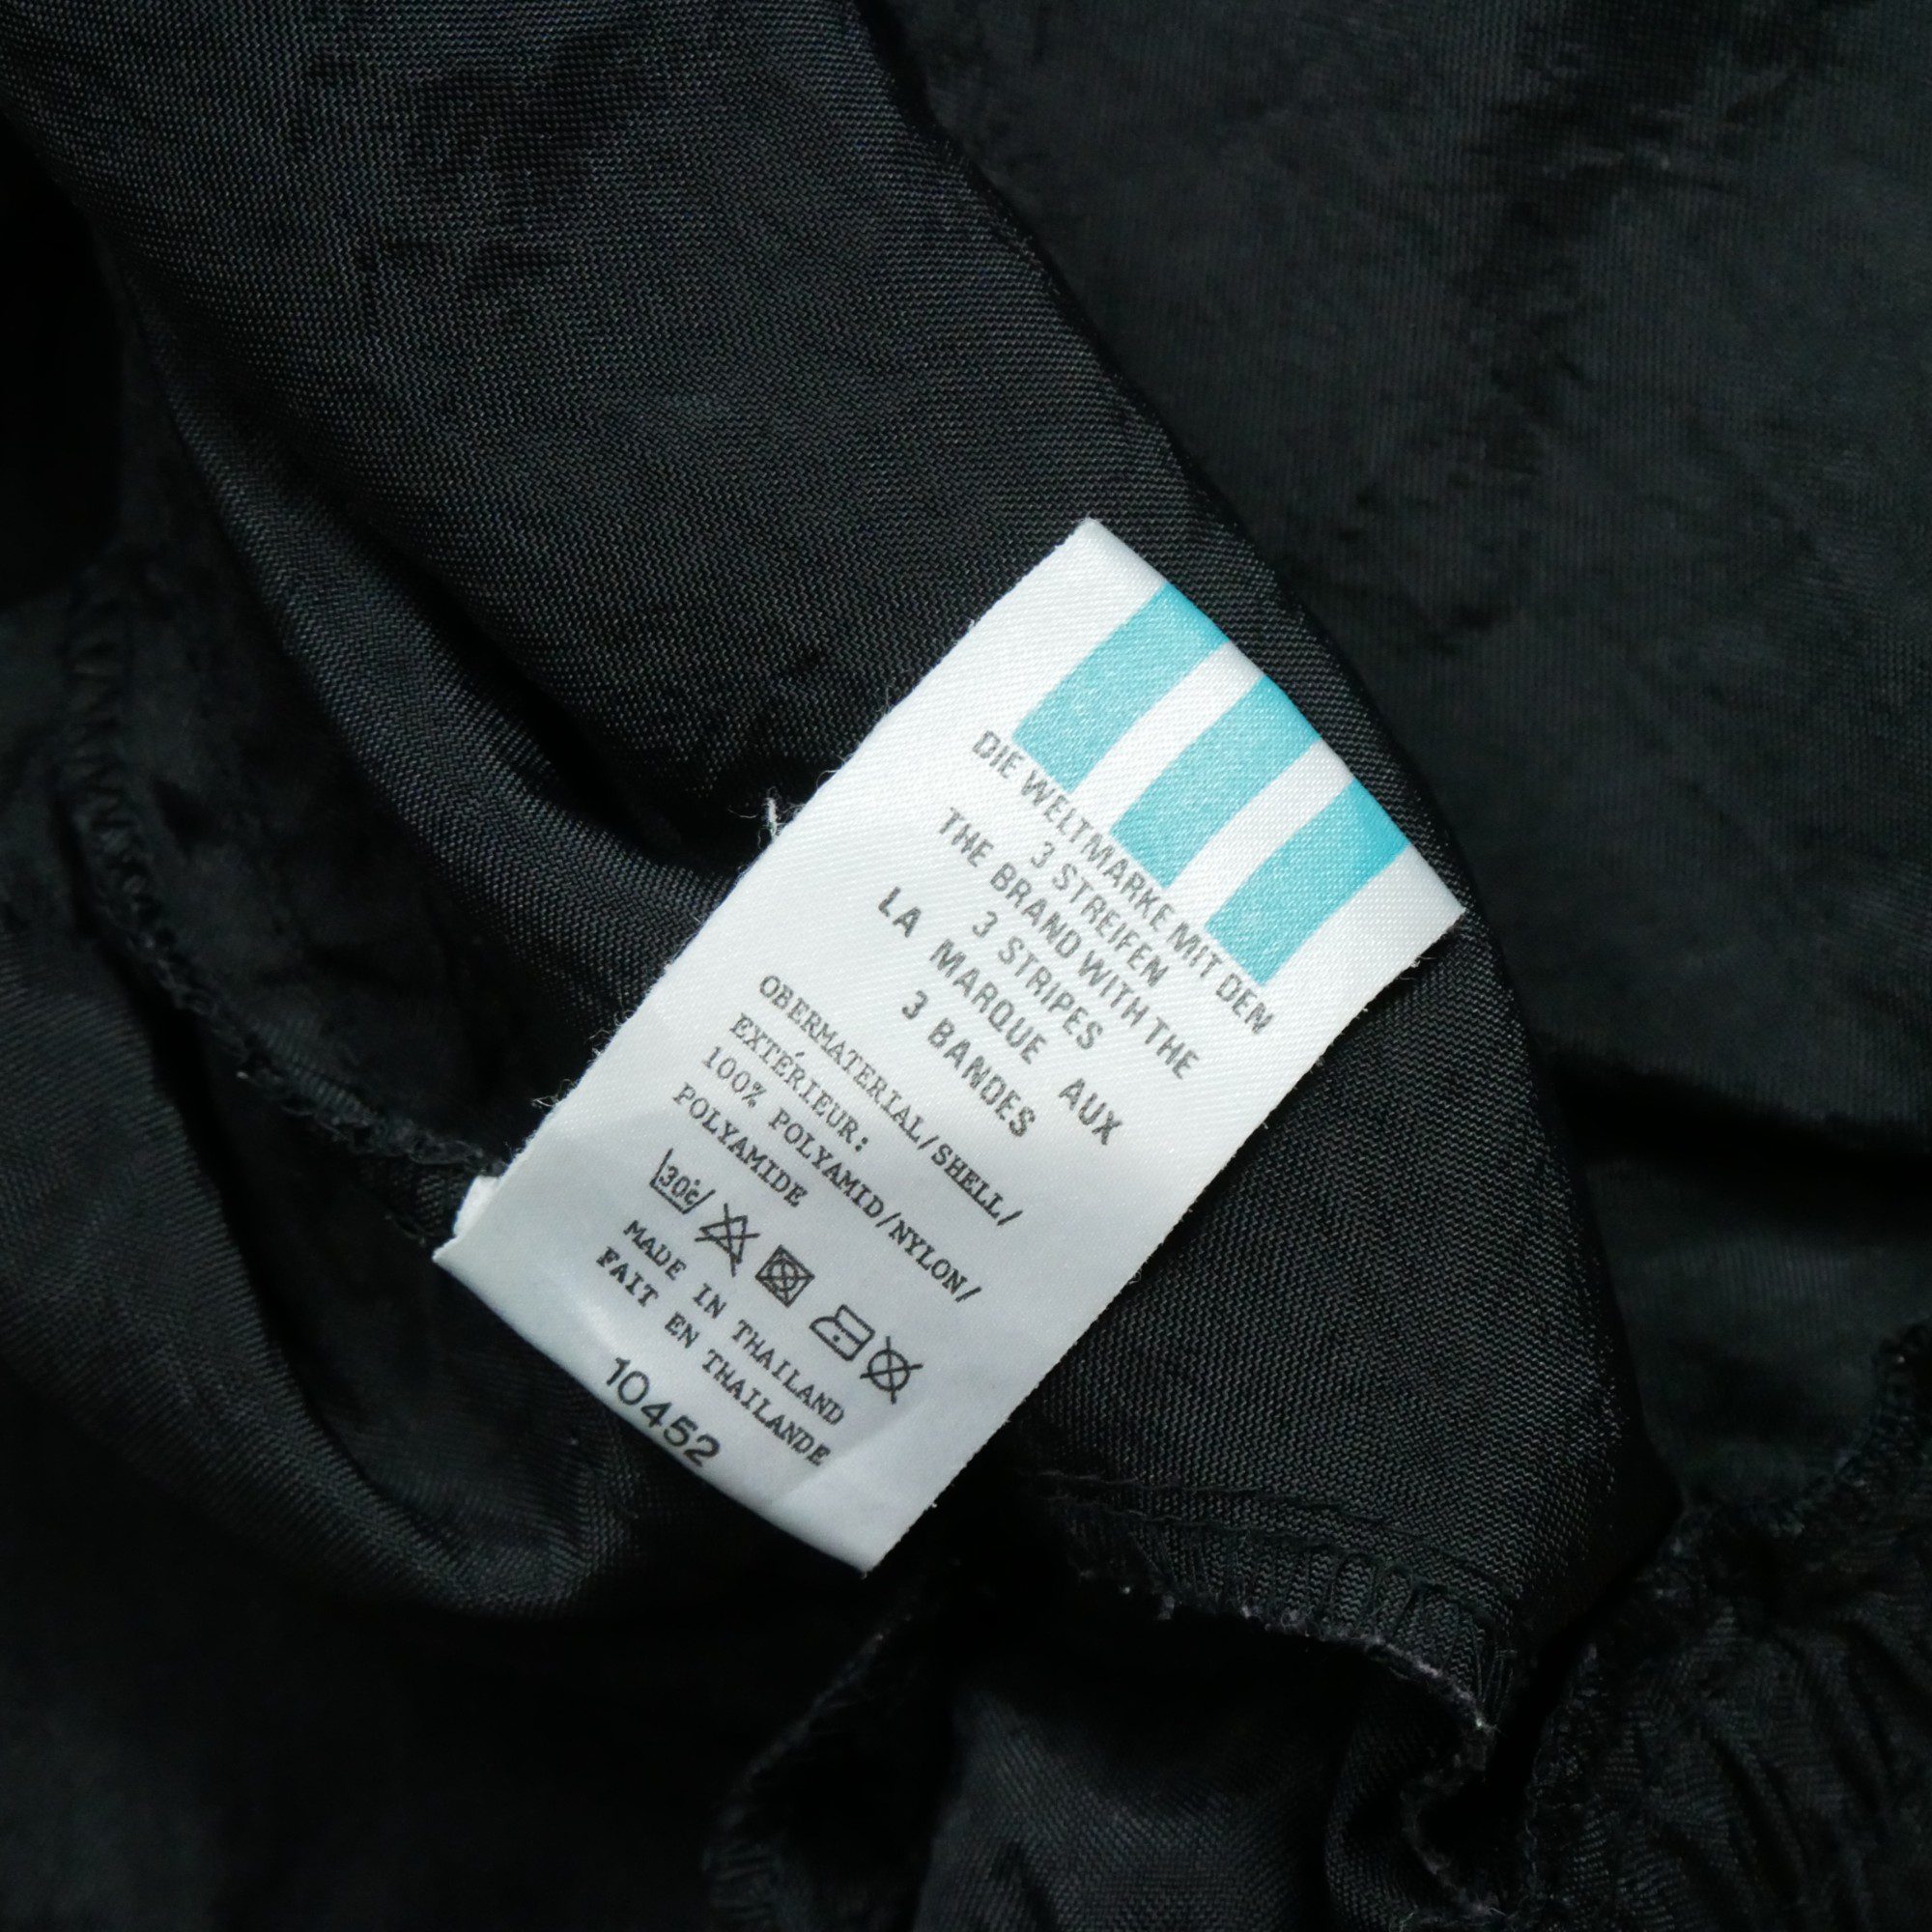 DIE WELTMARKE MIT DEN
3 STREIFEN
THE BRAND WITH THE
3 STRIPES
LA MARQUE AUX
3 BANDES
OBERMATERIAL/SHELL/
EXTÉRIEUR:
100% POLYAMID/NYLON/
POLYAMIDE
30°c
MADE IN THAILAND
FAIT EN THAILANDE
10452